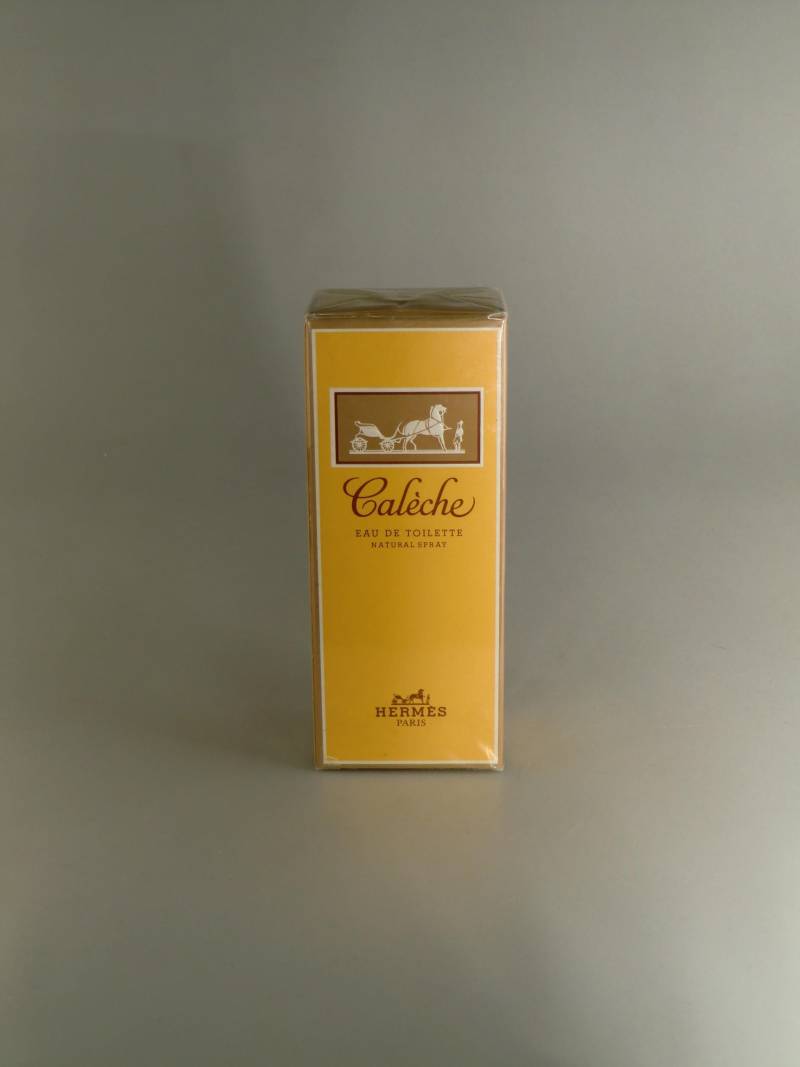 Calèche
EAU DE TOILETTE
NATURAL SPRAY
HERMÈS
PARIS